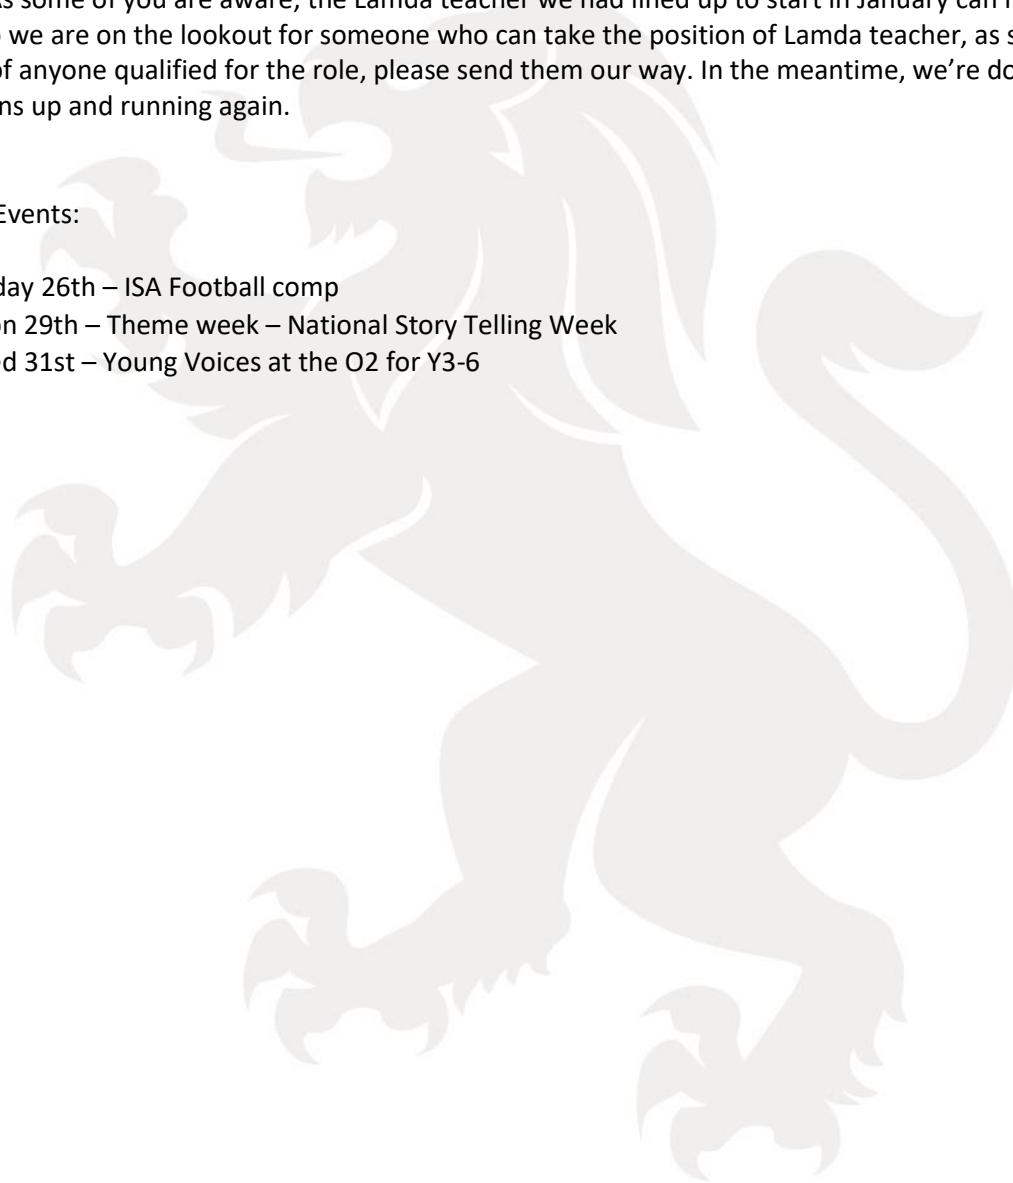 As some of you are aware, the Lamda teacher we had lined up to start in January can
we are on the lookout for someone who can take the position of Lamda teacher, as
of anyone qualified for the role, please send them our way. In the meantime, we’re
up and running again.
Events:
26th – ISA Football comp
29th – Theme week – National Story Telling Week
31st – Young Voices at the O2 for Y3-6